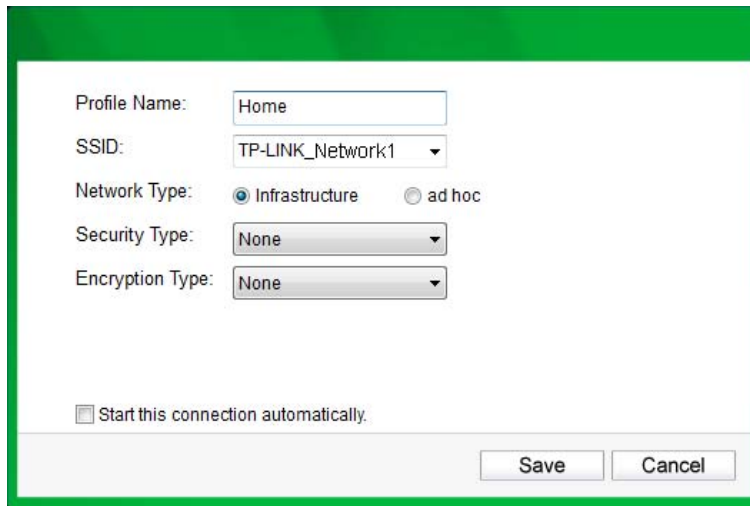 Profile Name: Home
SSID: TP-LINK_Network1
Network Type: Infrastructure ad hoc
Security Type: None
Encryption Type: None
Start this connection automatically.
Save Cancel